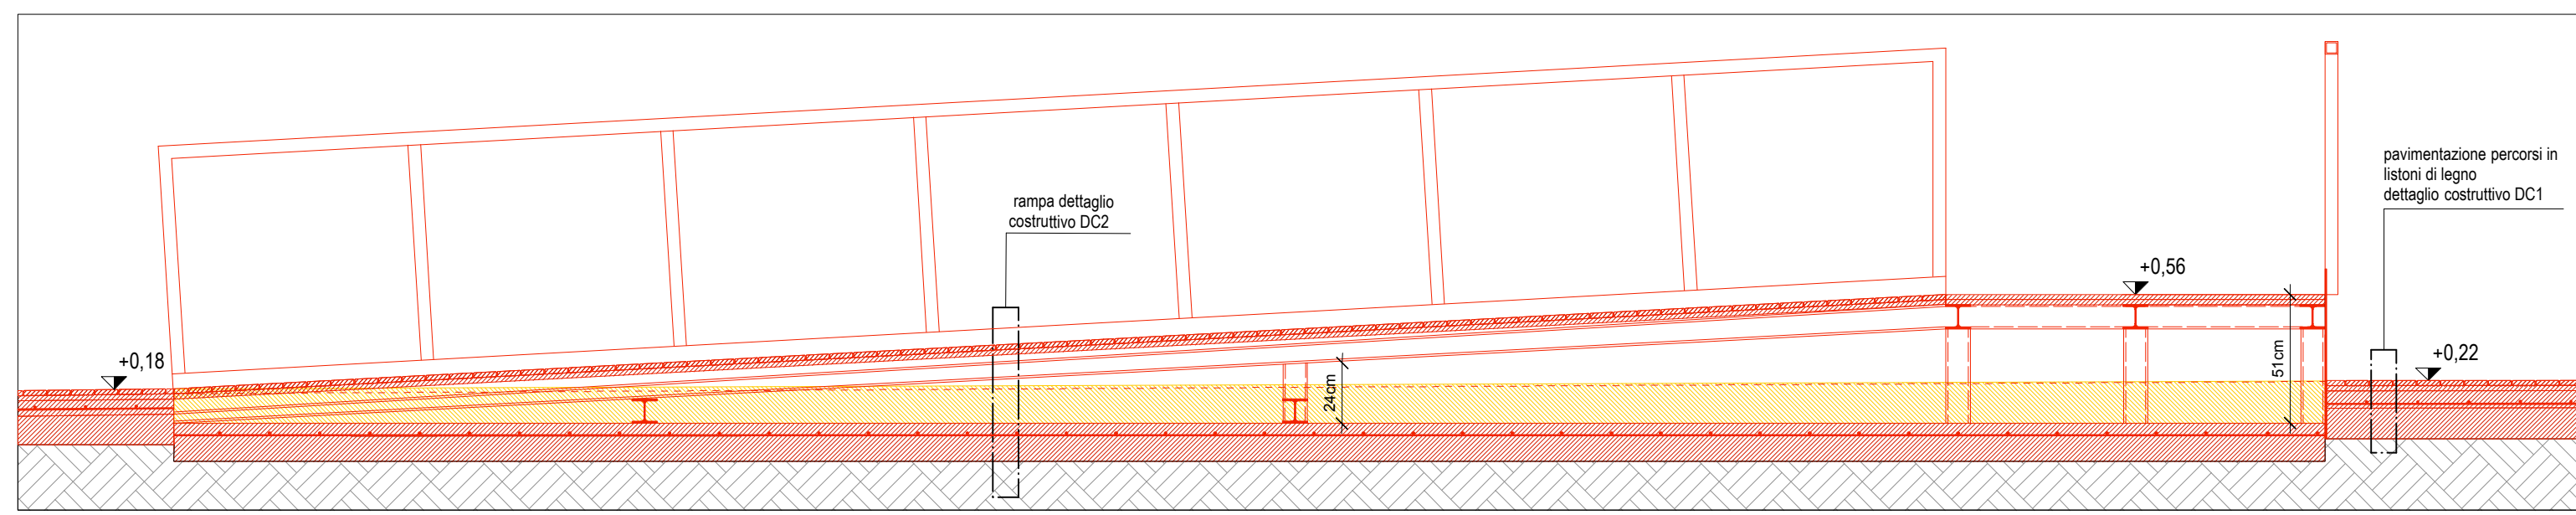 +0,18
rampa dettaglio
costruttivo DC2
24cm
+0,56
51cm
pavimentazione percorsi in
listoni di legno
dettaglio costruttivo DC1
+0,22